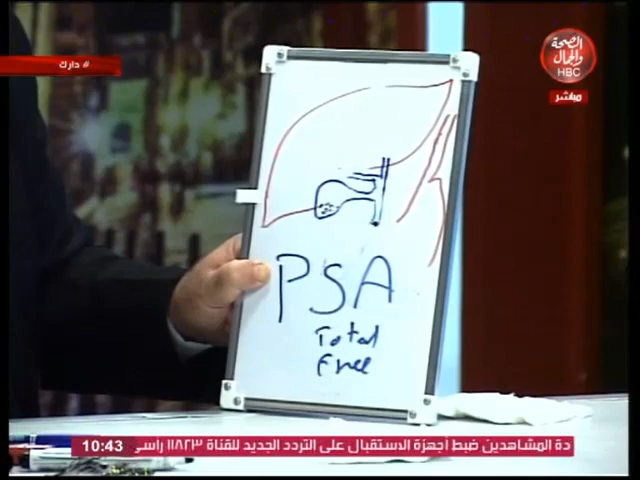 # دارك
الصحة
والجمال
HBC
مباشر
PSA
Total
Free
10:43
دة المشاهدين ضبط اجهزة الاستقبال على التردد الجديد للقناة ١١٨٢٣ راسي